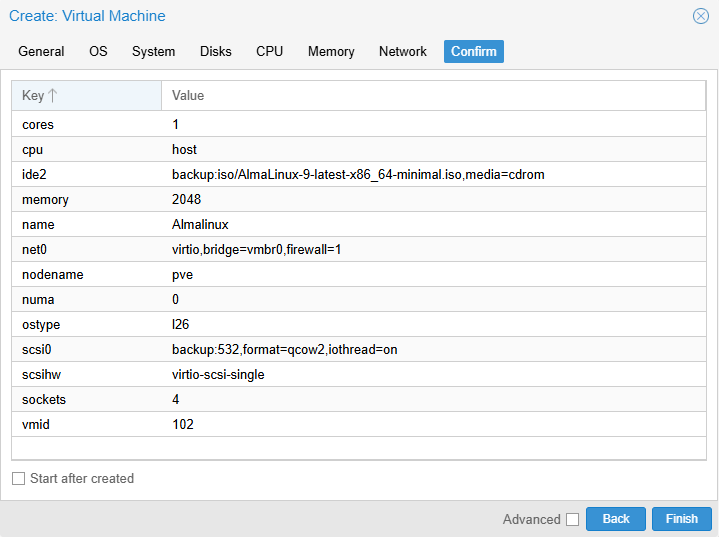 Create: Virtual Machine
General OS System Disks CPU Memory Network Confirm
Key Value
cores 1
cpu host
ide2 backup:iso/AlmaLinux-9-latest-x86_64-minimal.iso,media=cdrom
memory 2048
name Almalinux
net0 virtio,bridge=vmbr0,firewall=1
nodename pve
numa 0
ostype l26
scsi0 backup:532,format=qcow2,iothread=on
scsihw virtio-scsi-single
sockets 4
vmid 102
Start after created
Advanced Back Finish